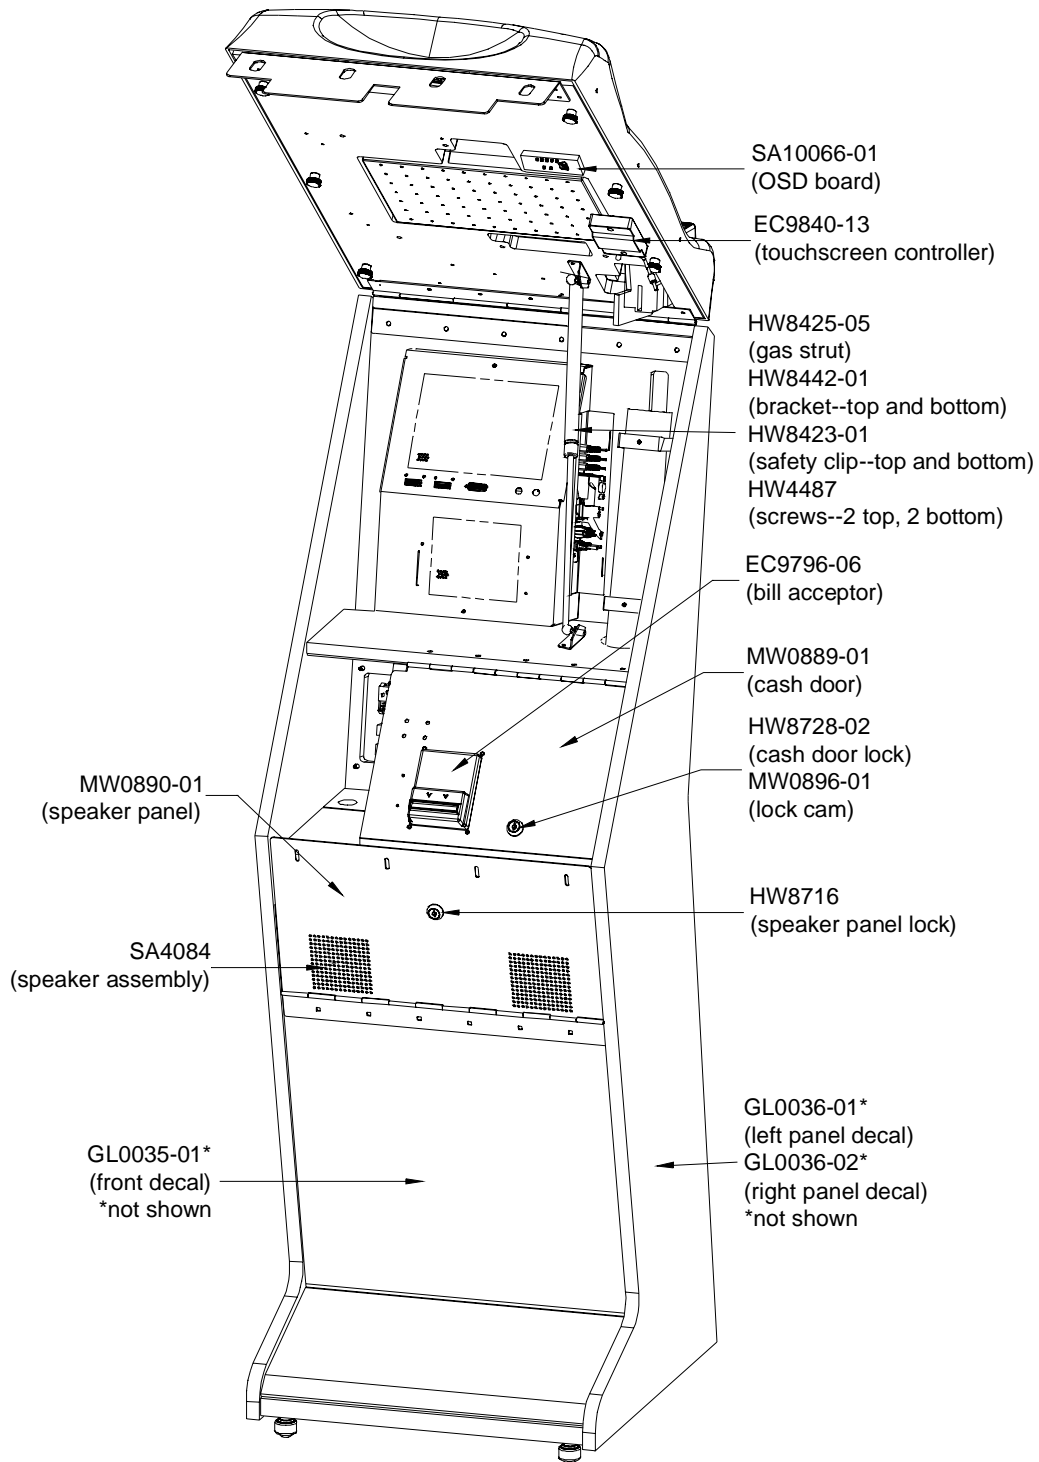 SA10066-01
(OSD board)
EC9840-13
(touchscreen controller)
HW8425-05
(gas strut)
HW8442-01
(bracket--top and bottom)
HW8423-01
(safety clip--top and bottom)
HW4487
(screws--2 top, 2 bottom)
EC9796-06
(bill acceptor)
MW0889-01
(cash door)
HW8728-02
(cash door lock)
MW0896-01
(lock cam)
MW0890-01
(speaker panel)
HW8716
(speaker panel lock)
SA4084
(speaker assembly)
GL0036-01*
(left panel decal)
GL0036-02*
(right panel decal)
*not shown
GL0035-01*
(front decal)
*not shown